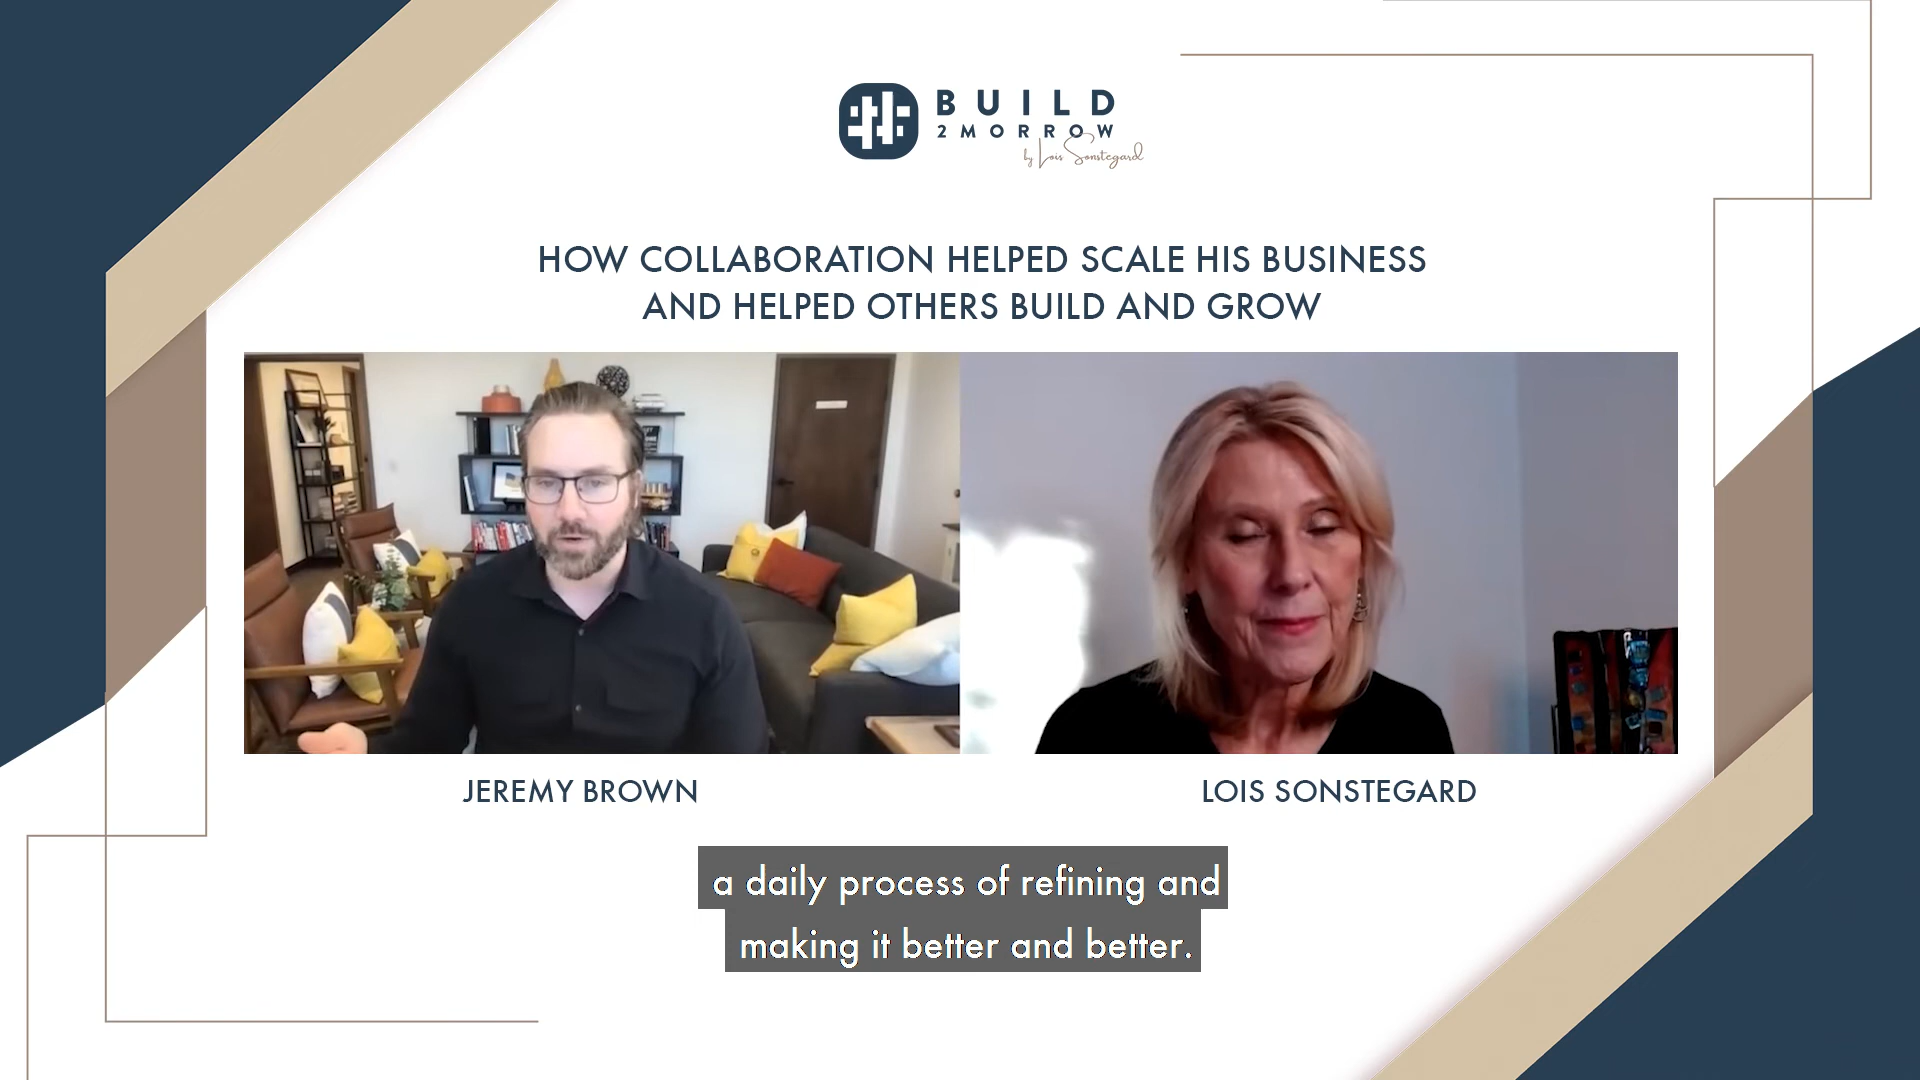 BUILD
2MORROW
by Lois Sonstegard
HOW COLLABORATION HELPED SCALE HIS BUSINESS
AND HELPED OTHERS BUILD AND GROW
JEREMY BROWN
LOIS SONSTEGARD
a daily process of refining and
making it better and better.